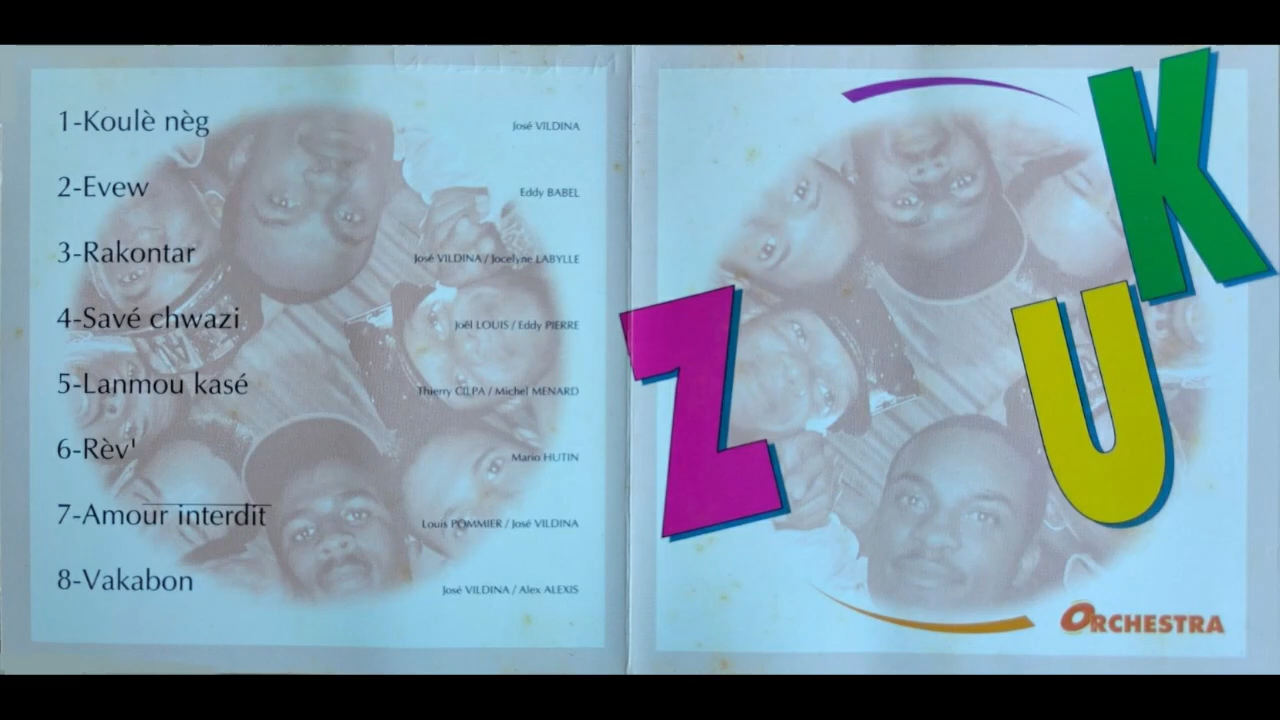 1-Koulè nèg José VILDINA
2-Evew Eddy BABEL
3-Rakontar José VILDINA / Jocelyne LABYLLE
4-Savé chwazi Joël LOUIS / Eddy PIERRE
5-Lanmou kasé Thierry CILPA / Michel MENARD
6-Rèv' Mario HUTIN
7-Amour interdit Louis POMMIER / José VILDINA
8-Vakabon José VILDINA / Alex ALEXIS
ZUK
ORCHESTRA